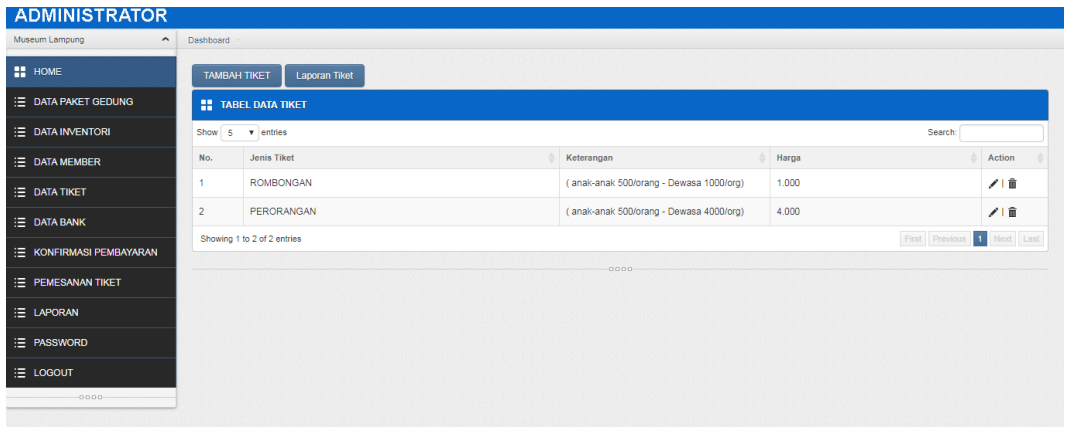 ADMINISTRATOR
Museum Lampung
Dashboard
HOME
DATA PAKET GEDUNG
DATA INVENTORI
DATA MEMBER
DATA TIKET
DATA BANK
KONFIRMASI PEMBAYARAN
PEMESANAN TIKET
LAPORAN
PASSWORD
LOGOUT
TAMBAH TIKET Laporan Tiket
TABEL DATA TIKET
Show 5 entries Search:
No. Jenis Tiket Keterangan Harga Action
1 ROMBONGAN ( anak-anak 500/orang - Dewasa 1000/org) 1.000 |
2 PERORANGAN ( anak-anak 500/orang - Dewasa 4000/org) 4.000 |
Showing 1 to 2 of 2 entries First Previous 1 Next Last